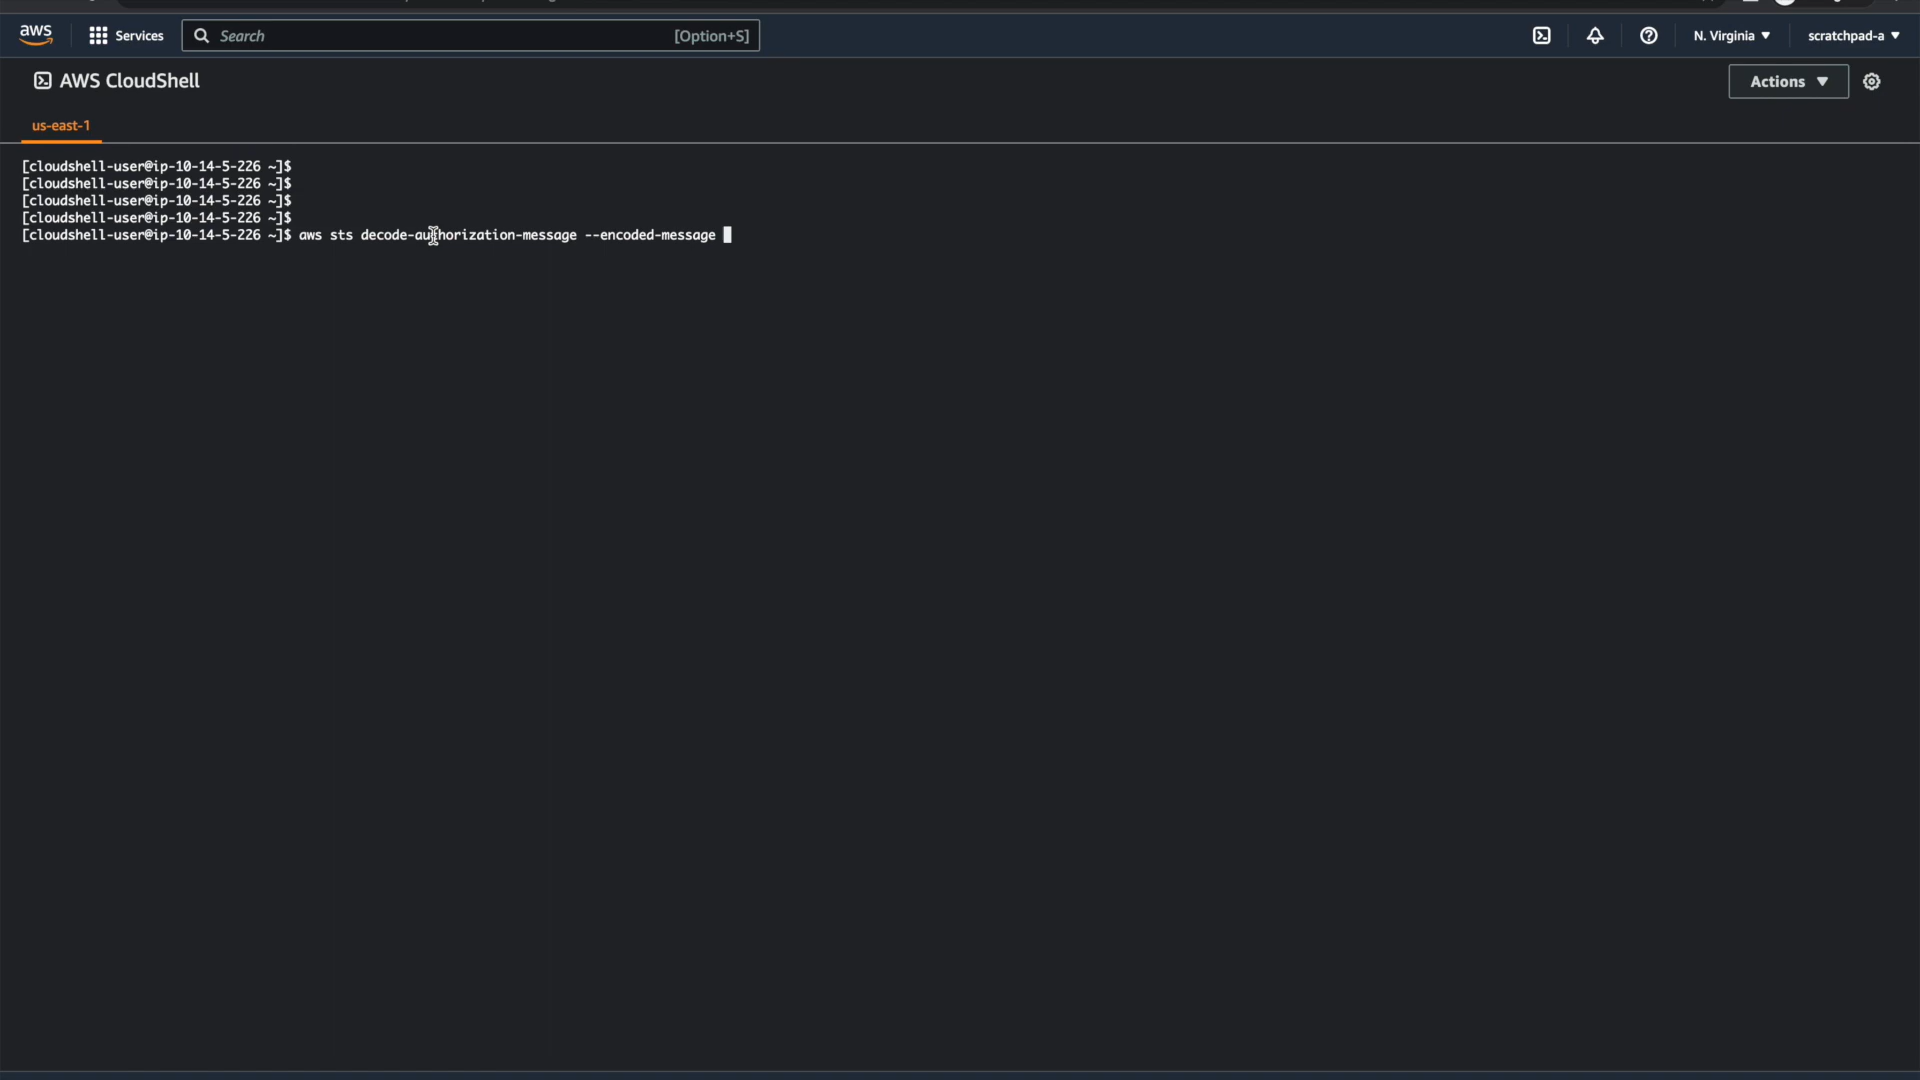 aws Services Search [Option+S] N. Virginia ▼ scratchpad-a ▼
AWS CloudShell Actions ▼
us-east-1
[cloudshell-user@ip-10-14-5-226 ~]$
[cloudshell-user@ip-10-14-5-226 ~]$
[cloudshell-user@ip-10-14-5-226 ~]$
[cloudshell-user@ip-10-14-5-226 ~]$
[cloudshell-user@ip-10-14-5-226 ~]$ aws sts decode-authorization-message --encoded-message